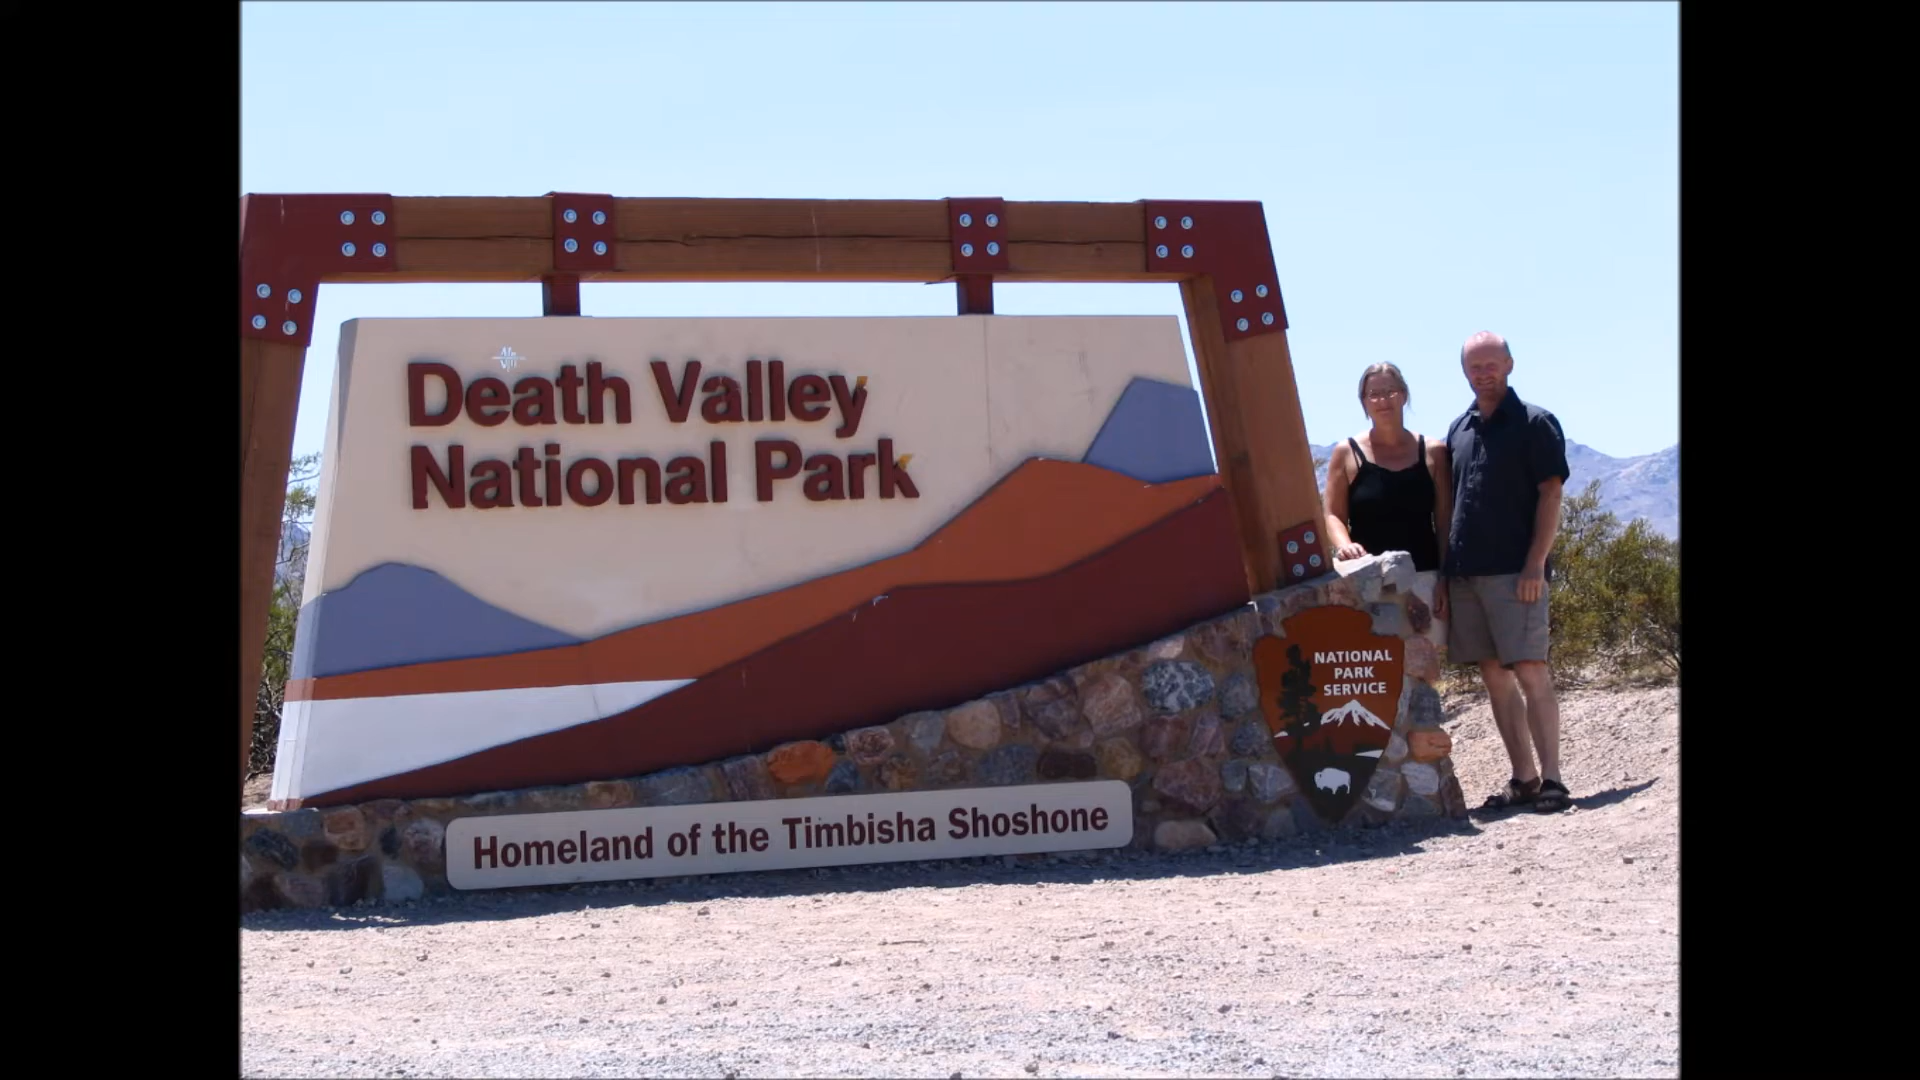 Death Valley
National Park
NATIONAL
PARK
SERVICE
Homeland of the Timbisha Shoshone